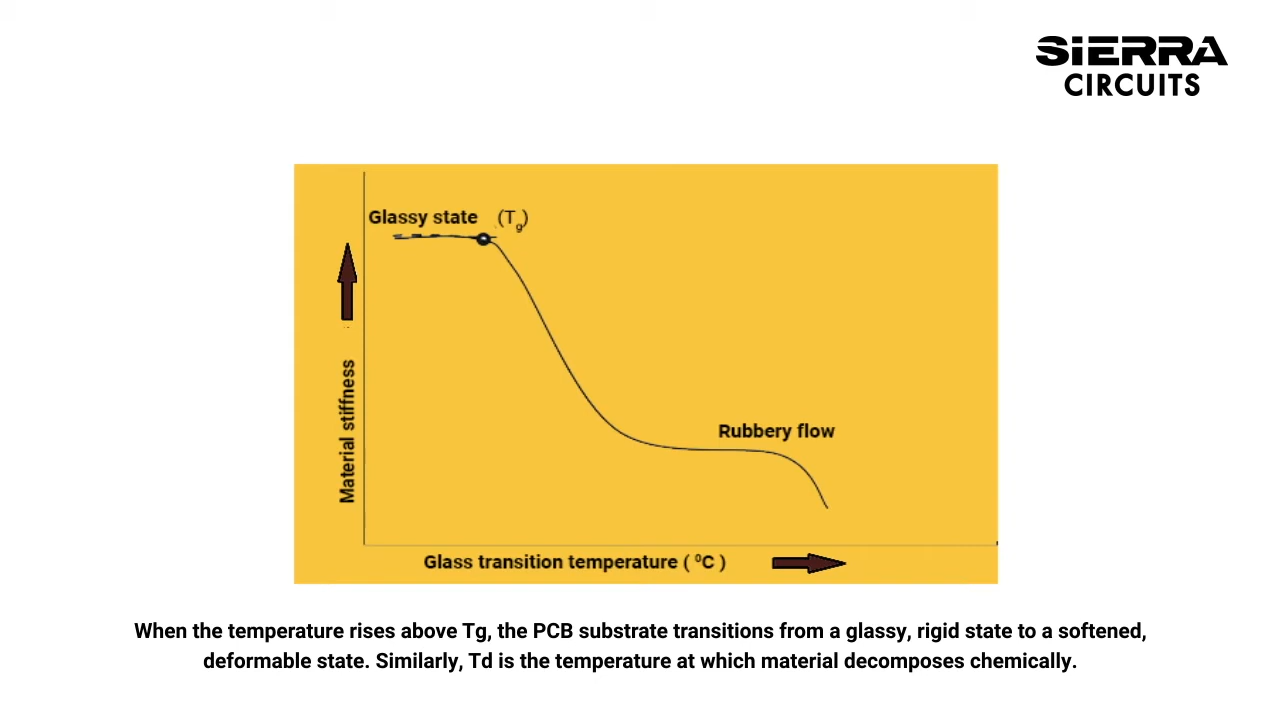 SiERRA
CIRCUITS
Glassy state (Tg)
Material stiffness
Rubbery flow
Glass transition temperature ( ⁰C )
When the temperature rises above Tg, the PCB substrate transitions from a glassy, rigid state to a softened,
deformable state. Similarly, Td is the temperature at which material decomposes chemically.